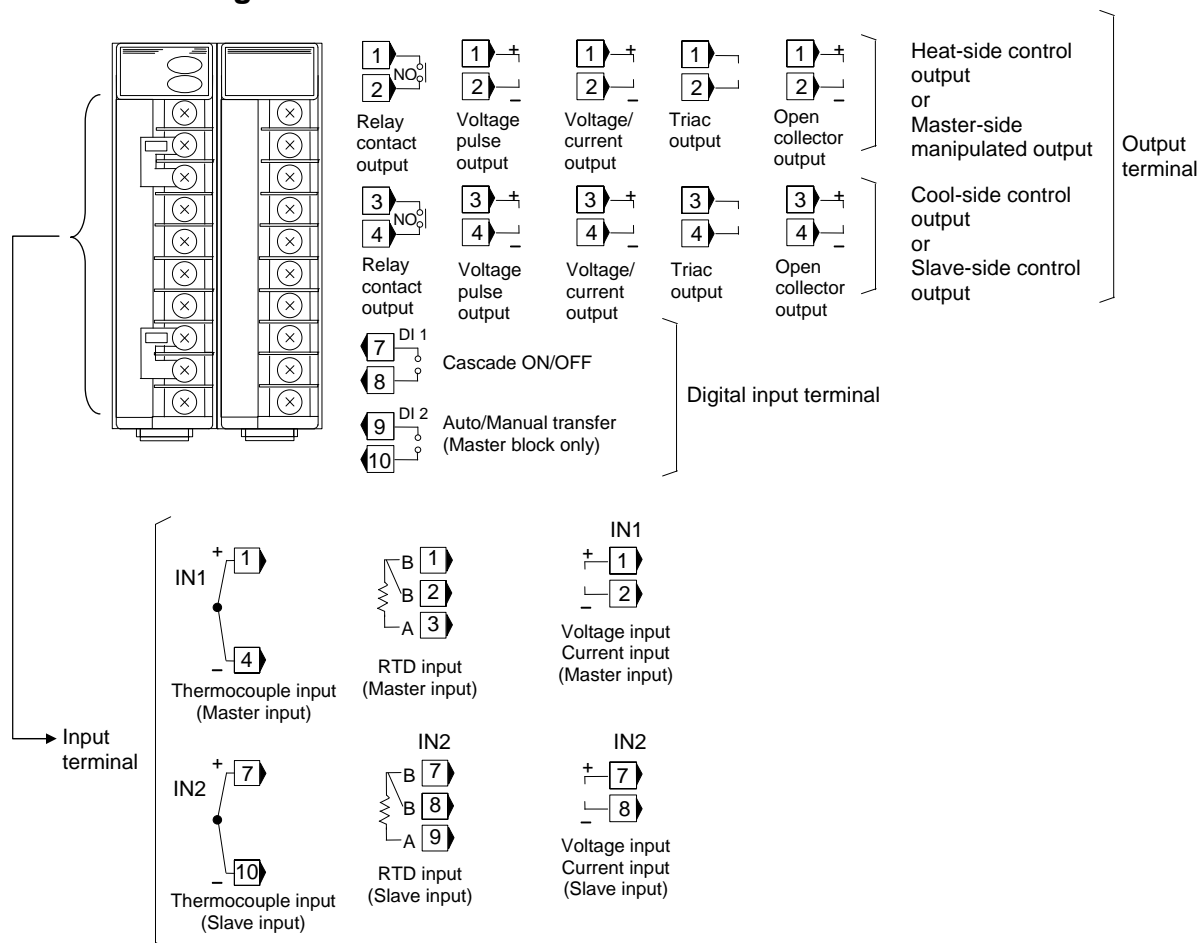 1 NO 2
Relay
contact
output
1 +
2 –
Voltage
pulse
output
1 +
2 –
Voltage/
current
output
1
2
Triac
output
1 +
2 –
Open
collector
output
Heat-side control
output
or
Master-side
manipulated output
3 NO 4
Relay
contact
output
3 +
4 –
Voltage
pulse
output
3 +
4 –
Voltage/
current
output
3
4
Triac
output
3 +
4 –
Open
collector
output
Cool-side control
output
or
Slave-side control
output
Output
terminal
7 DI 1
8
Cascade ON/OFF
9 DI 2
10
Auto/Manual transfer
(Master block only)
Digital input terminal
Input
terminal
+ 1
IN1
– 4
Thermocouple input
(Master input)
B 1
B 2
A 3
RTD input
(Master input)
IN1
+ 1
– 2
Voltage input
Current input
(Master input)
+ 7
IN2
– 10
Thermocouple input
(Slave input)
IN2
B 7
B 8
A 9
RTD input
(Slave input)
IN2
+ 7
– 8
Voltage input
Current input
(Slave input)